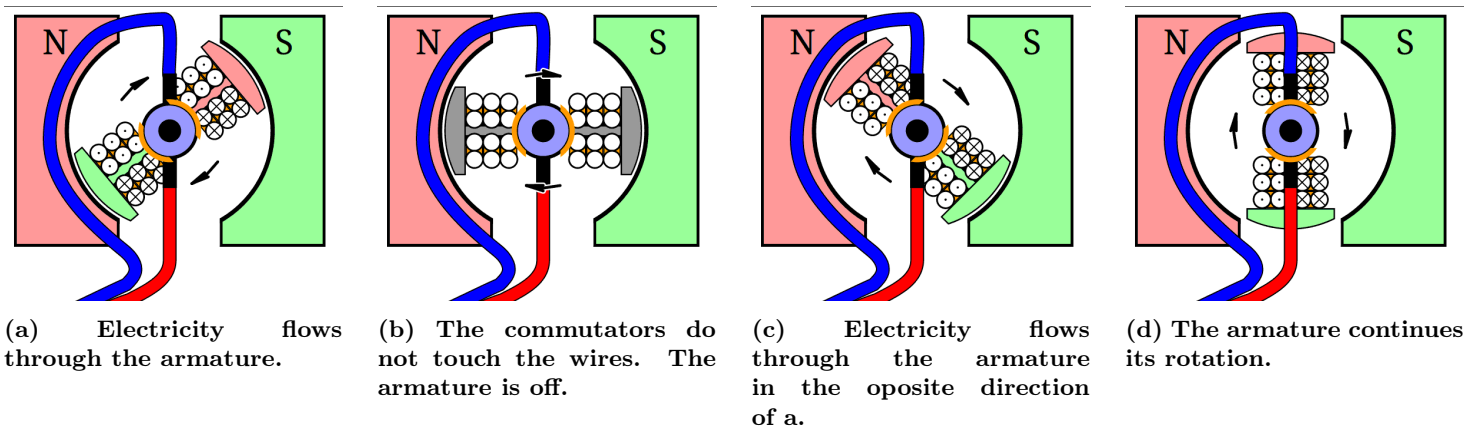 N S
N S
N S
N S
(a) Electricity flows
through the armature.
(b) The commutators do
not touch the wires. The
armature is off.
(c) Electricity flows
through the armature
in the oposite direction
of a.
(d) The armature continues
its rotation.